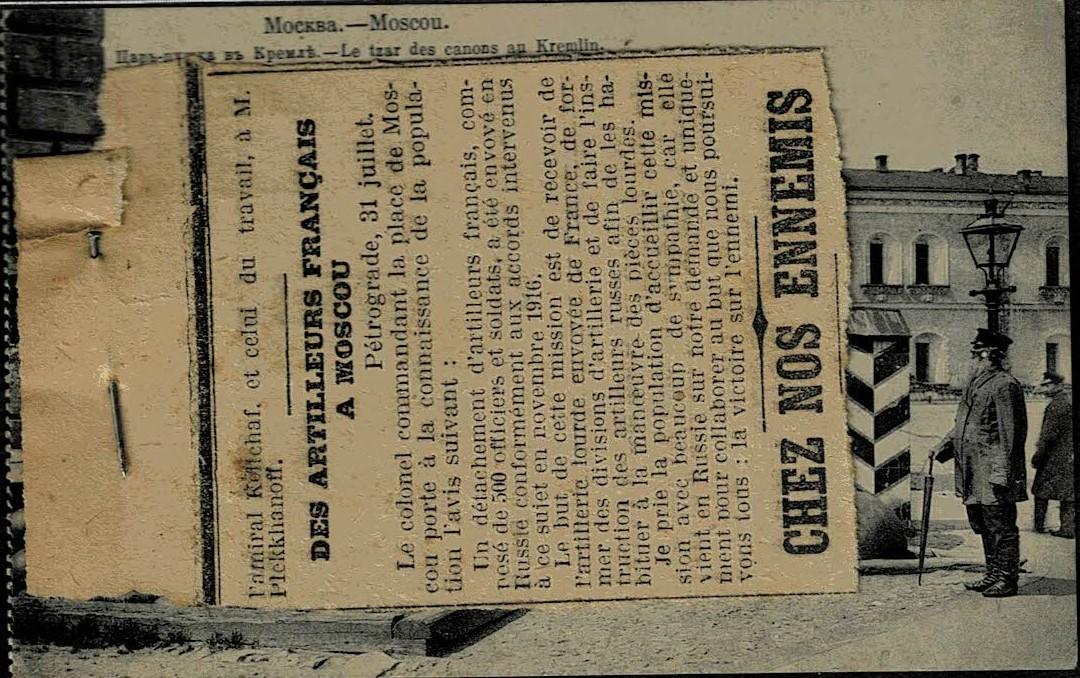 Москва.—Moscou.
Царь-пушка въ Кремлѣ.—Le tzar des canons au Kremlin.
l'amiral Koltchaf, et celui du travail, à M.
Plekkhanoff.
DES ARTILLEURS FRANÇAIS
A MOSCOU
Pétrograde, 31 juillet.
Le colonel commandant la place de Mos-
cou porte à la connaissance de la popula-
tion l'avis suivant :
Un détachement d'artilleurs français, com-
posé de 500 officiers et soldats, a été envoyé en
Russie conformément aux accords intervenus
à ce sujet en novembre 1916.
Le but de cette mission est de recevoir de
l'artillerie lourde envoyée de France, de for-
mer des divisions d'artillerie et de faire l'ins-
truction des artilleurs russes afin de les ha-
bituer à la manœuvre des pièces lourdes.
Je prie la population d'accueillir cette mis-
sion avec beaucoup de sympathie, car elle
vient en Russie sur notre demande et unique-
ment pour collaborer au but que nous poursui-
vons tous : la victoire sur l'ennemi.
CHEZ NOS ENNEMIS